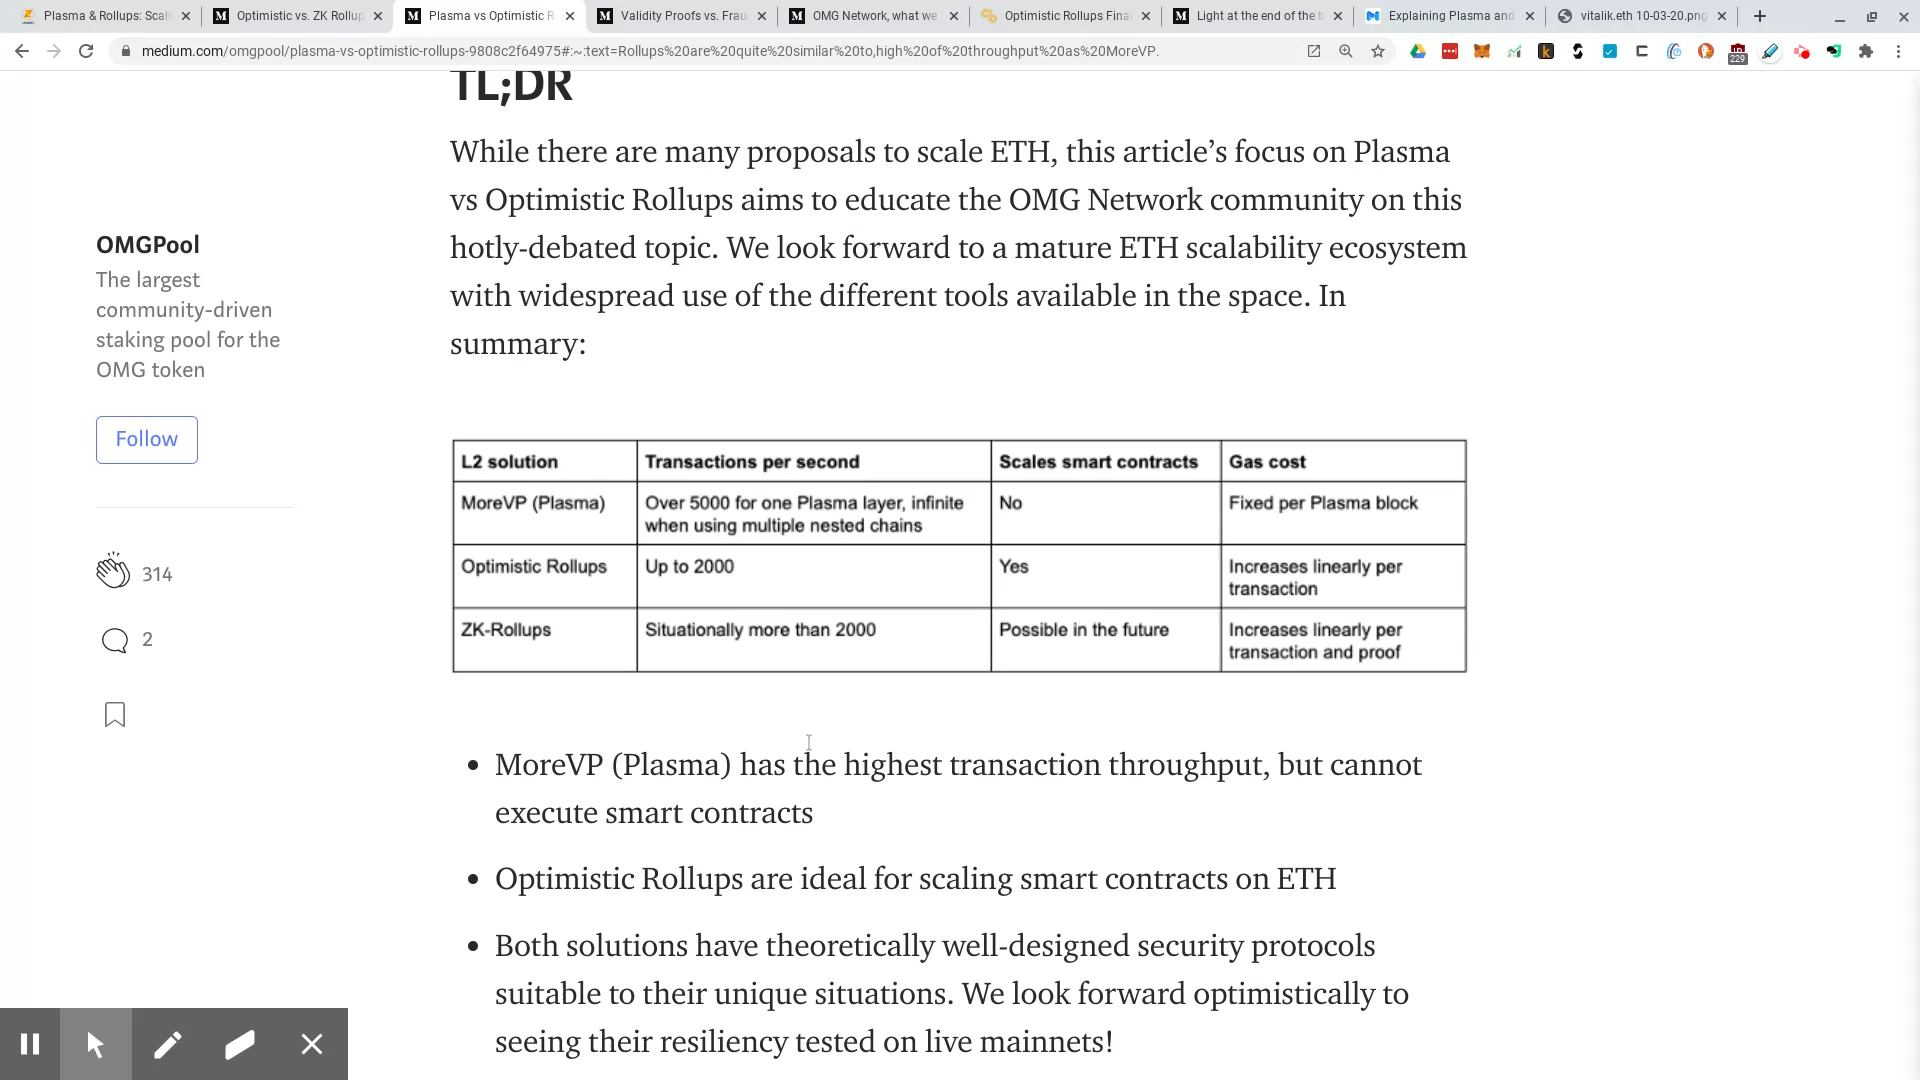 Plasma & Rollups: Scali
Optimistic vs. ZK Rollup
Plasma vs Optimistic R
Validity Proofs vs. Frau
OMG Network, what we
Optimistic Rollups Fina
Light at the end of the t
Explaining Plasma and
vitalik.eth 10-03-20.png
medium.com/omgpool/plasma-vs-optimistic-rollups-9808c2f64975#:~:text=Rollups%20are%20quite%20similar%20to,high%20of%20throughput%20as%20MoreVP.
229
TL;DR
While there are many proposals to scale ETH, this article’s focus on Plasma
vs Optimistic Rollups aims to educate the OMG Network community on this
hotly-debated topic. We look forward to a mature ETH scalability ecosystem
with widespread use of the different tools available in the space. In
summary:
OMGPool
The largest
community-driven
staking pool for the
OMG token
Follow
314
2
L2 solution Transactions per second Scales smart contracts Gas cost
MoreVP (Plasma) Over 5000 for one Plasma layer, infinite No Fixed per Plasma block
when using multiple nested chains
Optimistic Rollups Up to 2000 Yes Increases linearly per
transaction
ZK-Rollups Situationally more than 2000 Possible in the future Increases linearly per
transaction and proof
• MoreVP (Plasma) has the highest transaction throughput, but cannot
execute smart contracts
• Optimistic Rollups are ideal for scaling smart contracts on ETH
• Both solutions have theoretically well-designed security protocols
suitable to their unique situations. We look forward optimistically to
seeing their resiliency tested on live mainnets!